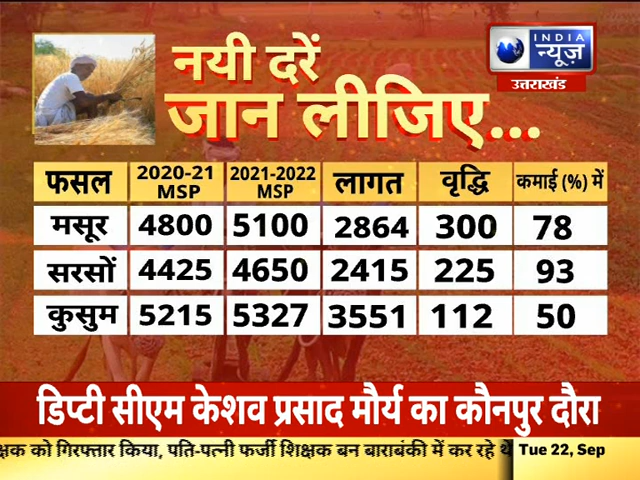 नयी दरें
जान लीजिए...
INDIA
न्यूज़
उत्तराखंड
फसल 2020-21 MSP 2021-2022 MSP लागत वृद्धि कमाई (%) में
मसूर 4800 5100 2864 300 78
सरसों 4425 4650 2415 225 93
कुसुम 5215 5327 3551 112 50
डिप्टी सीएम केशव प्रसाद मौर्य का कौनपुर दौरा
को गिरफ्तार किया, पति-पत्नी फर्जी शिक्षक बन बाराबंकी में कर रहे Tue 22, Sep